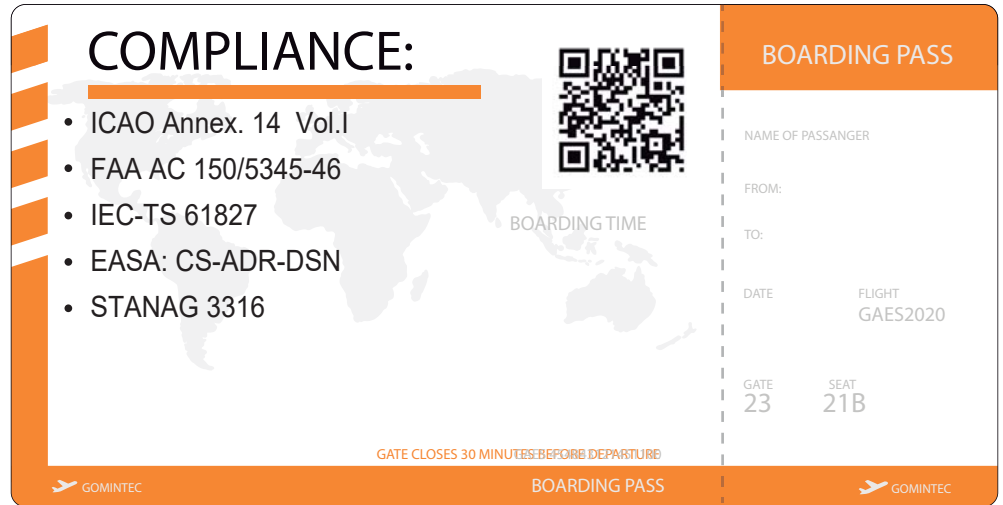 COMPLIANCE:
• ICAO Annex. 14 Vol.I
• FAA AC 150/5345-46
• IEC-TS 61827
• EASA: CS-ADR-DSN
• STANAG 3316
BOARDING TIME
GATE CLOSES 30 MINUTES BEFORE DEPARTURE
GOMINTEC
BOARDING PASS
BOARDING PASS
NAME OF PASSANGER
FROM:
TO:
DATE FLIGHT
GAES2020
GATE SEAT
23 21B
GOMINTEC